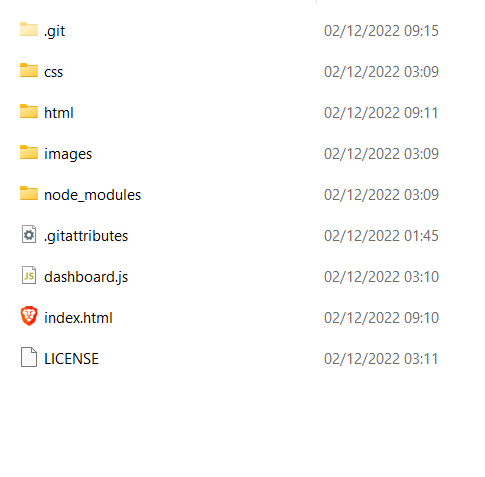 .git 02/12/2022 09:15
css 02/12/2022 03:09
html 02/12/2022 09:11
images 02/12/2022 03:09
node_modules 02/12/2022 03:09
.gitattributes 02/12/2022 01:45
JS dashboard.js 02/12/2022 03:10
index.html 02/12/2022 09:10
LICENSE 02/12/2022 03:11